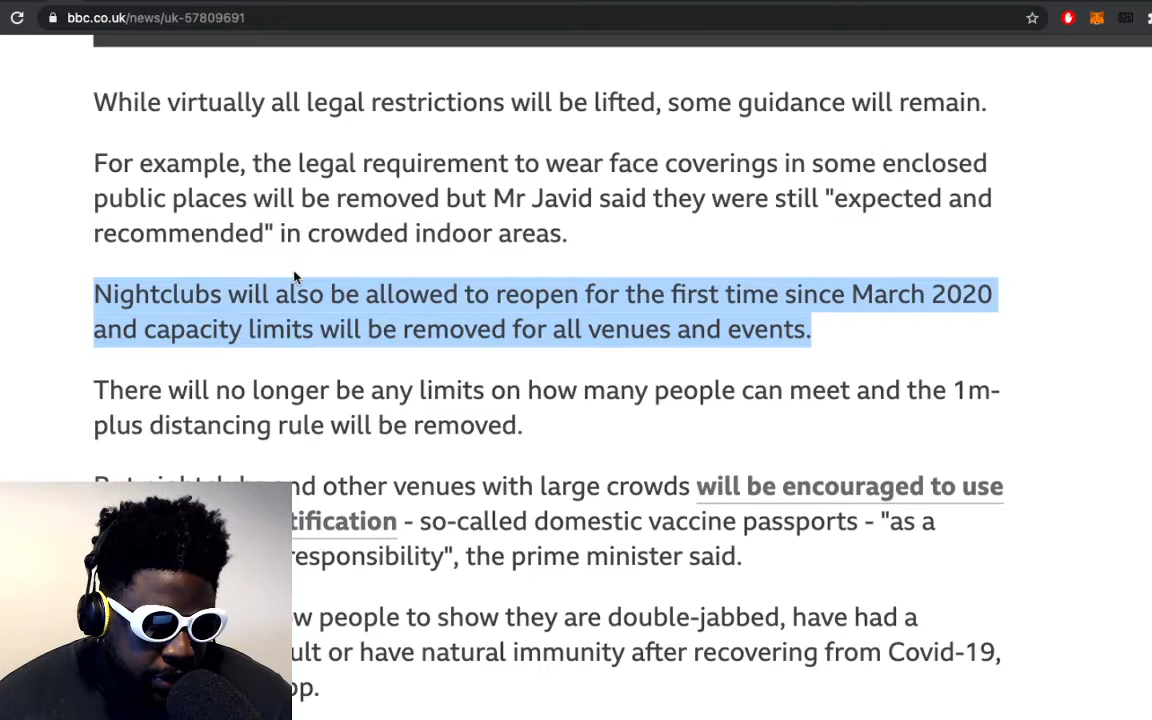 bbc.co.uk/news/uk-57809691
While virtually all legal restrictions will be lifted, some guidance will remain.
For example, the legal requirement to wear face coverings in some enclosed
public places will be removed but Mr Javid said they were still "expected and
recommended" in crowded indoor areas.
Nightclubs will also be allowed to reopen for the first time since March 2020
and capacity limits will be removed for all venues and events.
There will no longer be any limits on how many people can meet and the 1m-
plus distancing rule will be removed.
and other venues with large crowds will be encouraged to use
- so-called domestic vaccine passports - "as a
responsibility", the prime minister said.
people to show they are double-jabbed, have had a
or have natural immunity after recovering from Covid-19,